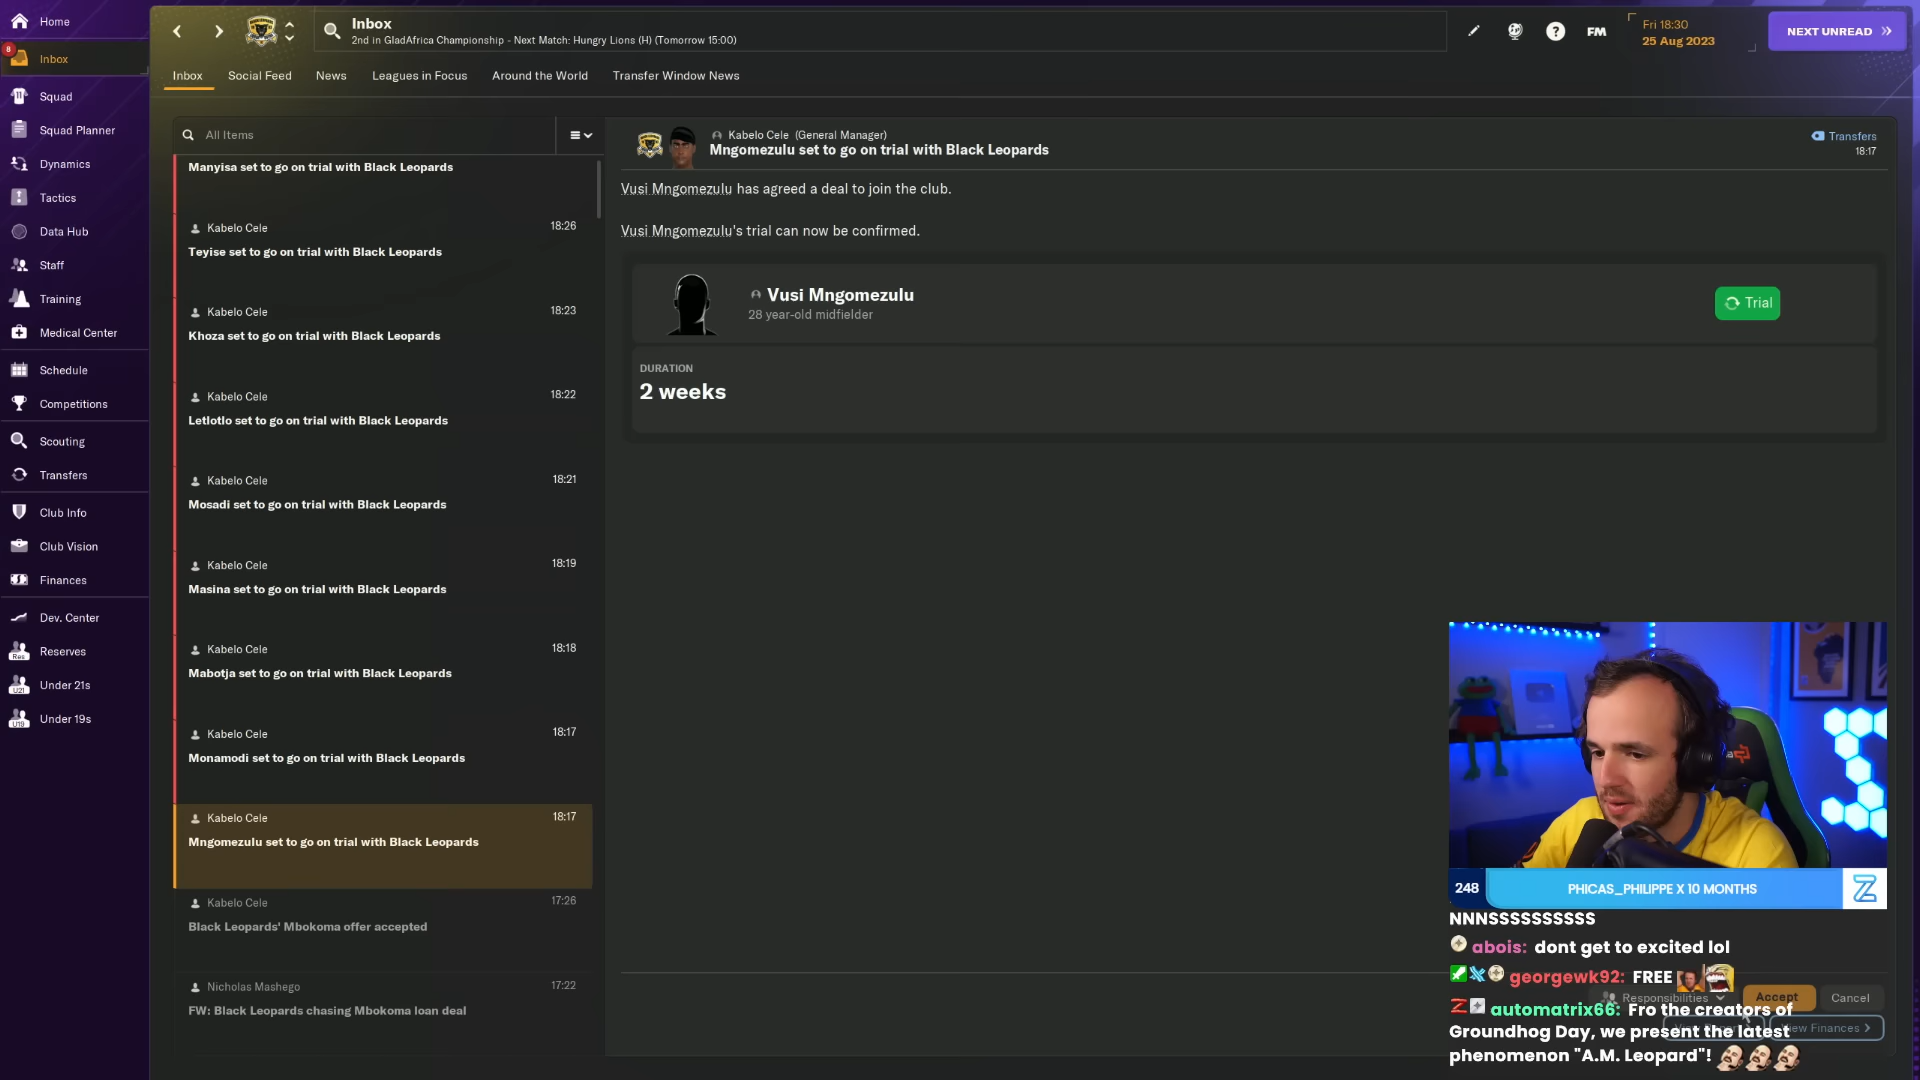 Home
8
Inbox
Squad
Squad Planner
Dynamics
Tactics
Data Hub
Staff
Training
Medical Center
Schedule
Competitions
Scouting
Transfers
Club Info
Club Vision
Finances
Dev. Center
Reserves
Under 21s
Under 19s
Inbox
2nd in GladAfrica Championship - Next Match: Hungry Lions (H) (Tomorrow 15:00)
FM
Fri 18:30
25 Aug 2023
NEXT UNREAD
Inbox
Social Feed
News
Leagues in Focus
Around the World
Transfer Window News
All Items
Manyisa set to go on trial with Black Leopards
Kabelo Cele 18:26
Teyise set to go on trial with Black Leopards
Kabelo Cele 18:23
Khoza set to go on trial with Black Leopards
Kabelo Cele 18:22
Letlotlo set to go on trial with Black Leopards
Kabelo Cele 18:21
Mosadi set to go on trial with Black Leopards
Kabelo Cele 18:19
Masina set to go on trial with Black Leopards
Kabelo Cele 18:18
Mabotja set to go on trial with Black Leopards
Kabelo Cele 18:17
Monamodi set to go on trial with Black Leopards
Kabelo Cele 18:17
Mngomezulu set to go on trial with Black Leopards
Kabelo Cele 17:26
Black Leopards' Mbokoma offer accepted
Nicholas Mashego 17:22
FW: Black Leopards chasing Mbokoma loan deal
Kabelo Cele (General Manager)
Mngomezulu set to go on trial with Black Leopards
Transfers
18:17
Vusi Mngomezulu has agreed a deal to join the club.
Vusi Mngomezulu's trial can now be confirmed.
Vusi Mngomezulu
28 year-old midfielder
Trial
DURATION
2 weeks
248
PHICAS_PHILIPPE X 10 MONTHS
Z
NNNSSSSSSSSSS
abois: dont get to excited lol
georgewk92: FREE
Responsibilities
Accept
Cancel
automatrix66: Fro the creators of
Groundhog Day, we present the latest
phenomenon "A.M. Leopard"!
View Finances